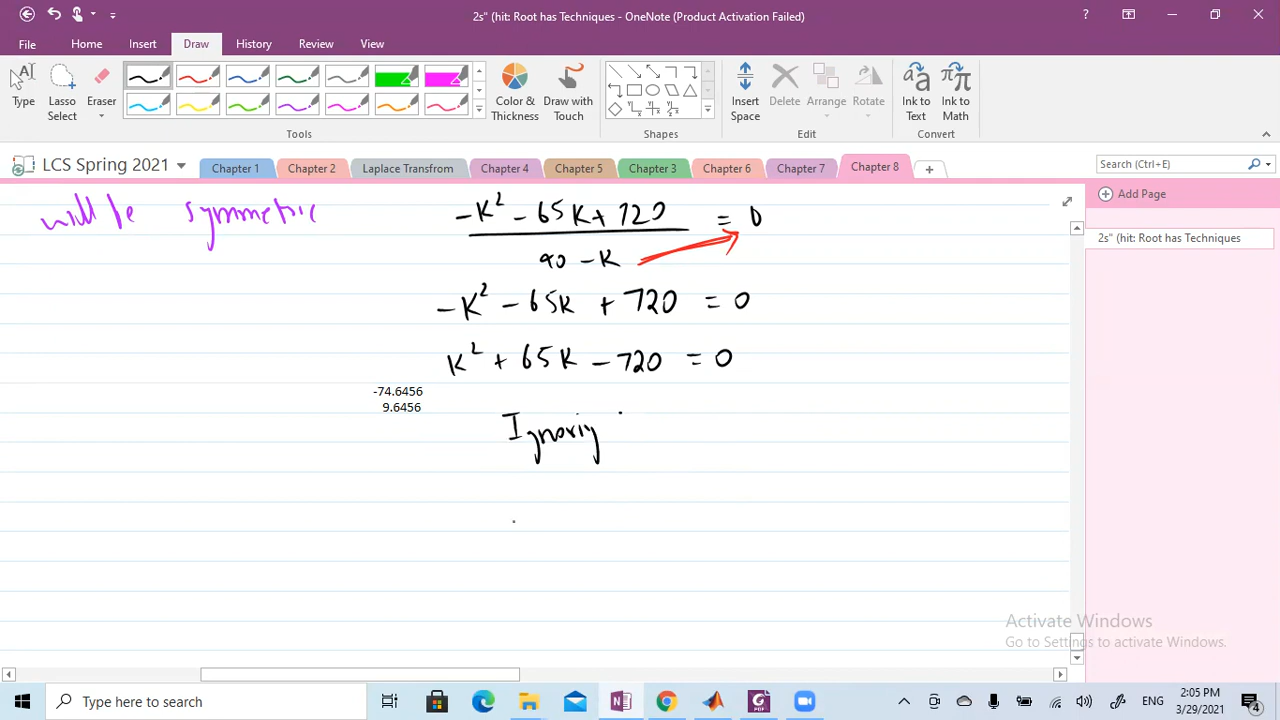 2s" (hit: Root has Techniques - OneNote (Product Activation Failed)
File Home Insert Draw History Review View
Type
Lasso Select
Eraser
Color & Thickness
Draw with Touch
Insert Space
Delete
Arrange
Rotate
Ink to Text
Ink to Math
Tools
Shapes
Edit
Convert
LCS Spring 2021
Chapter 1
Chapter 2
Laplace Transfrom
Chapter 4
Chapter 5
Chapter 3
Chapter 6
Chapter 7
Chapter 8
Search (Ctrl+E)
Add Page
2s" (hit: Root has Techniques
will be symmetric
-K² - 65K + 720 = 0
90 - K
-K² - 65K + 720 = 0
K² + 65K - 720 = 0
-74.6456
9.6456
Ignoriy
Activate Windows
Go to Settings to activate Windows.
Type here to search
ENG
2:05 PM
3/29/2021
4